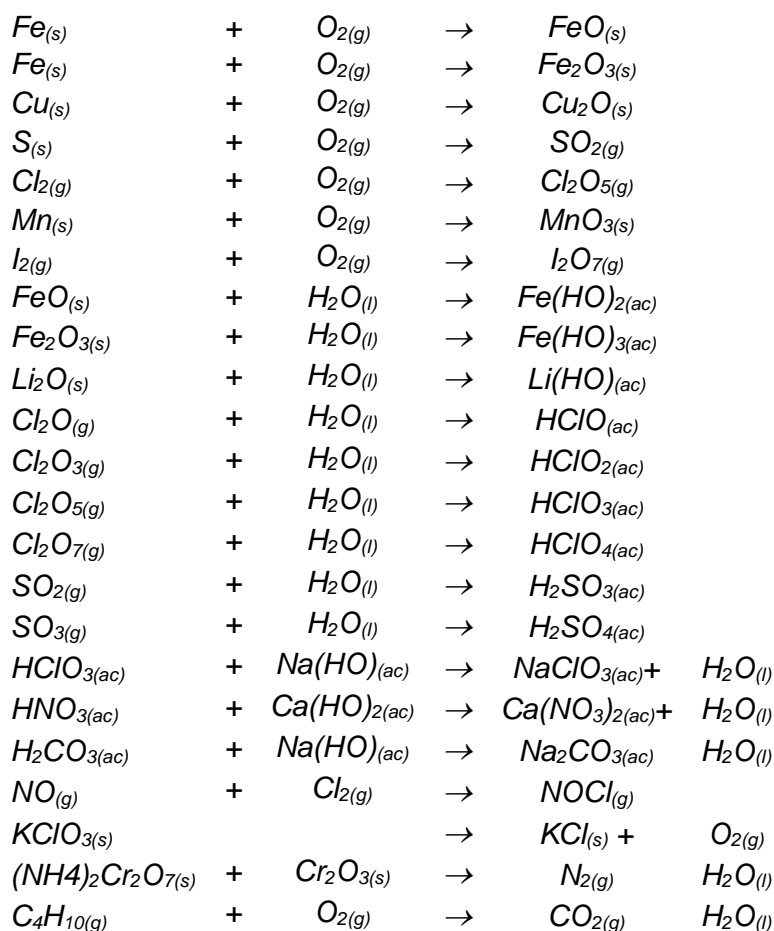 Fe(s) + O2(g) → FeO(s)
Fe(s) + O2(g) → Fe2O3(s)
Cu(s) + O2(g) → Cu2O(s)
S(s) + O2(g) → SO2(g)
Cl2(g) + O2(g) → Cl2O5(g)
Mn(s) + O2(g) → MnO3(s)
I2(g) + O2(g) → I2O7(g)
FeO(s) + H2O(l) → Fe(HO)2(ac)
Fe2O3(s) + H2O(l) → Fe(HO)3(ac)
Li2O(s) + H2O(l) → Li(HO)(ac)
Cl2O(g) + H2O(l) → HClO(ac)
Cl2O3(g) + H2O(l) → HClO2(ac)
Cl2O5(g) + H2O(l) → HClO3(ac)
Cl2O7(g) + H2O(l) → HClO4(ac)
SO2(g) + H2O(l) → H2SO3(ac)
SO3(g) + H2O(l) → H2SO4(ac)
HClO3(ac) + Na(HO)(ac) → NaClO3(ac)+ H2O(l)
HNO3(ac) + Ca(HO)2(ac) → Ca(NO3)2(ac)+ H2O(l)
H2CO3(ac) + Na(HO)(ac) → Na2CO3(ac) H2O(l)
NO(g) + Cl2(g) → NOCl(g)
KClO3(s) → KCl(s) + O2(g)
(NH4)2Cr2O7(s) + Cr2O3(s) → N2(g) H2O(l)
C4H10(g) + O2(g) → CO2(g) H2O(l)